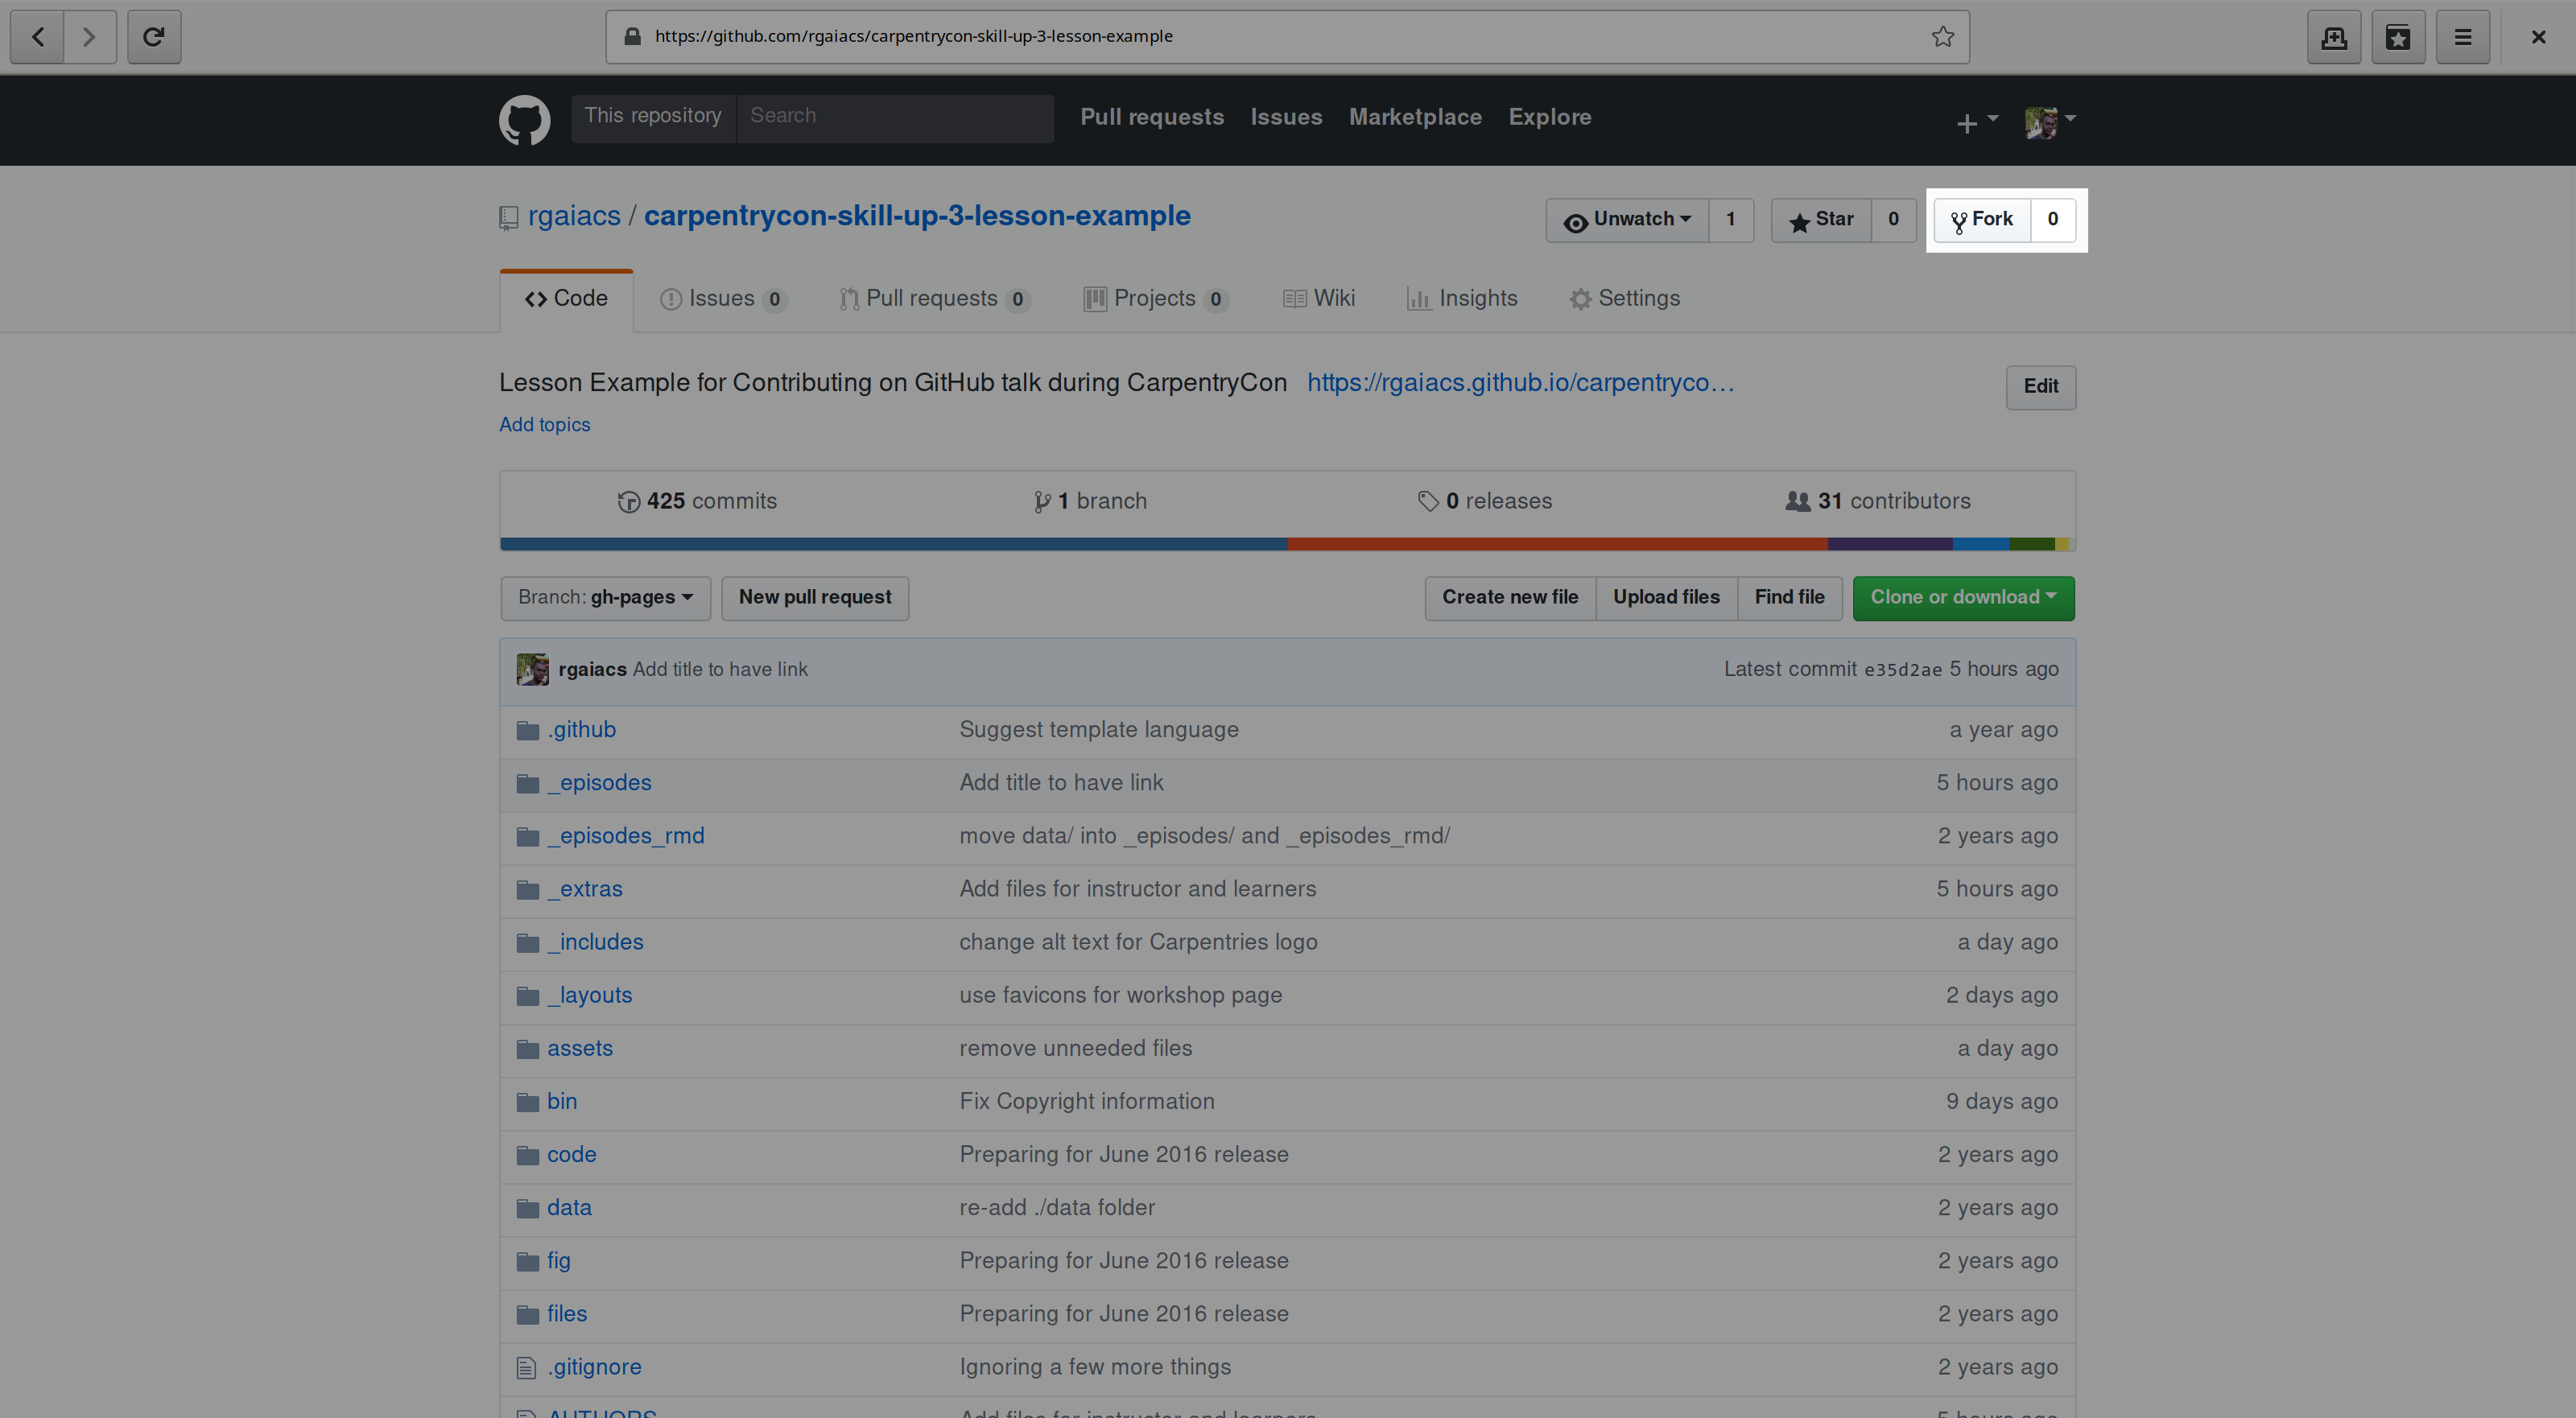 https://github.com/rgaiacs/carpentrycon-skill-up-3-lesson-example
This repository Search Pull requests Issues Marketplace Explore
rgaiacs / carpentrycon-skill-up-3-lesson-example Unwatch 1 Star 0 Fork 0
Code Issues 0 Pull requests 0 Projects 0 Wiki Insights Settings
Lesson Example for Contributing on GitHub talk during CarpentryCon https://rgaiacs.github.io/carpentryco… Edit
Add topics
425 commits 1 branch 0 releases 31 contributors
Branch: gh-pages New pull request Create new file Upload files Find file Clone or download
rgaiacs Add title to have link Latest commit e35d2ae 5 hours ago
.github Suggest template language a year ago
_episodes Add title to have link 5 hours ago
_episodes_rmd move data/ into _episodes/ and _episodes_rmd/ 2 years ago
_extras Add files for instructor and learners 5 hours ago
_includes change alt text for Carpentries logo a day ago
_layouts use favicons for workshop page 2 days ago
assets remove unneeded files a day ago
bin Fix Copyright information 9 days ago
code Preparing for June 2016 release 2 years ago
data re-add ./data folder 2 years ago
fig Preparing for June 2016 release 2 years ago
files Preparing for June 2016 release 2 years ago
.gitignore Ignoring a few more things 2 years ago
AUTHORS Add files for instructor and learners 5 hours ago